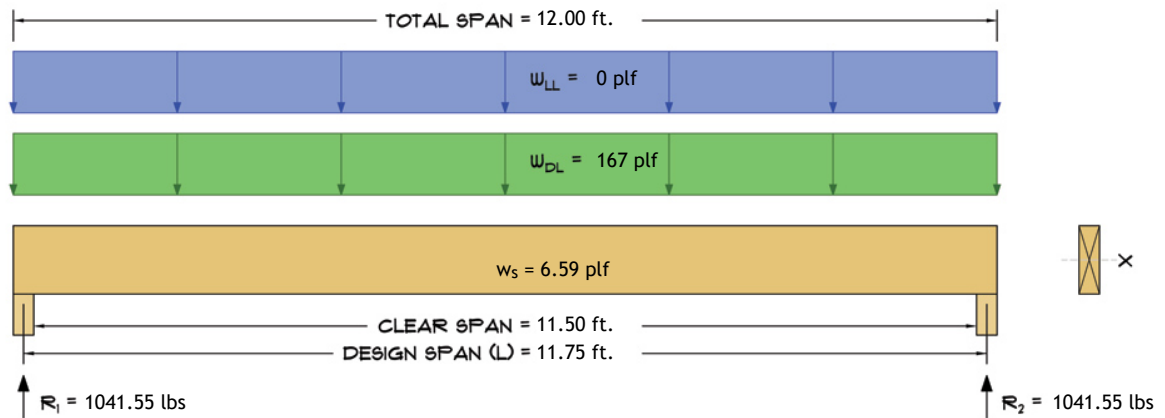 TOTAL SPAN = 12.00 ft.
wLL = 0 plf
wDL = 167 plf
ws = 6.59 plf
X
CLEAR SPAN = 11.50 ft.
DESIGN SPAN (L) = 11.75 ft.
R1 = 1041.55 lbs
R2 = 1041.55 lbs